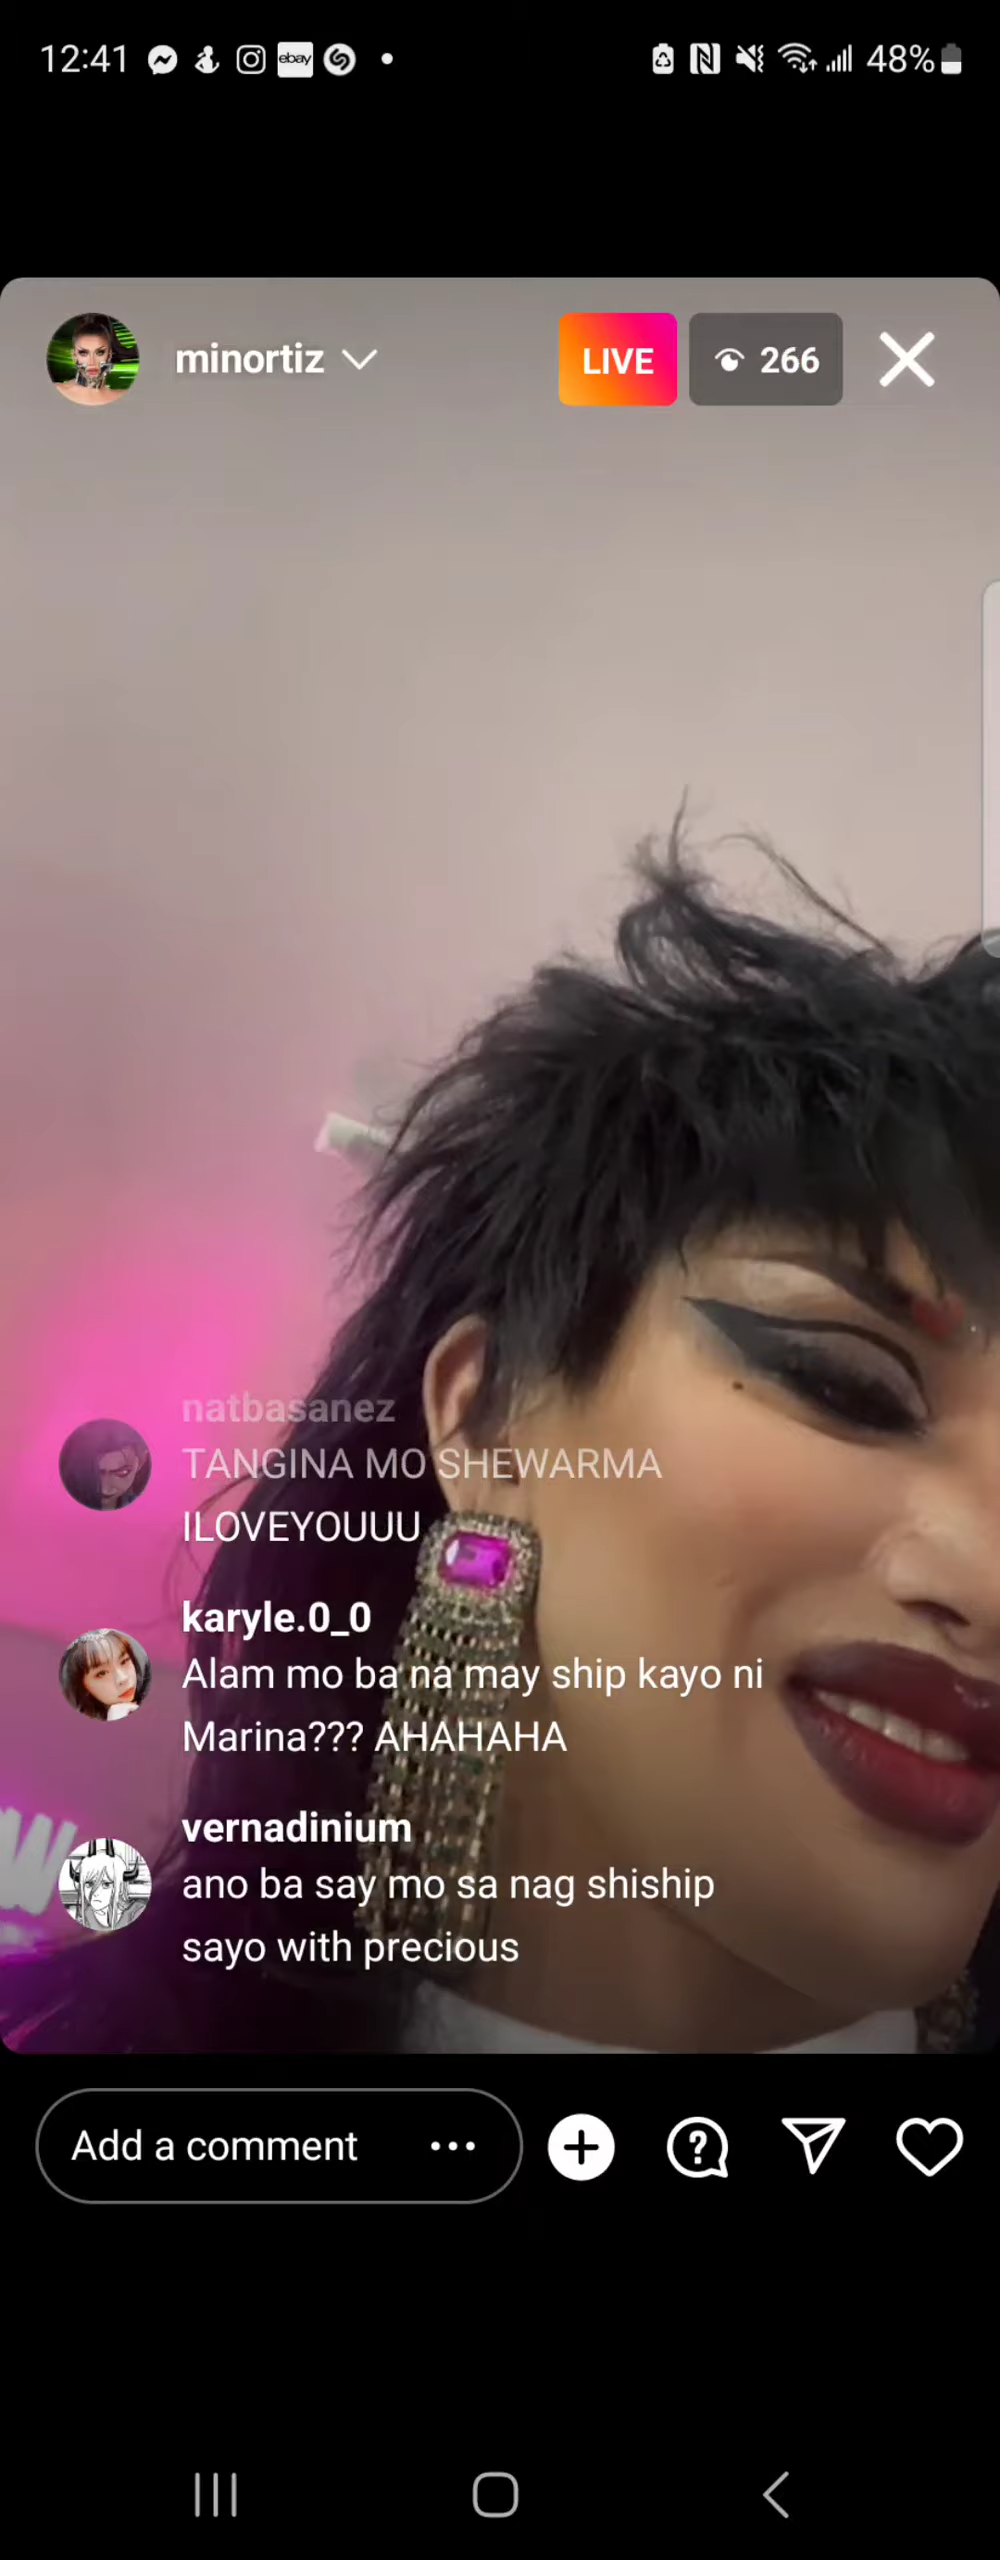 12:41
ebay
48%
minortiz
LIVE
266
natbasanez
TANGINA MO SHEWARMA
ILOVEYOUUU
karyle.0_0
Alam mo ba na may ship kayo ni
Marina??? AHAHAHA
vernadinium
ano ba say mo sa nag shiship
sayo with precious
Add a comment